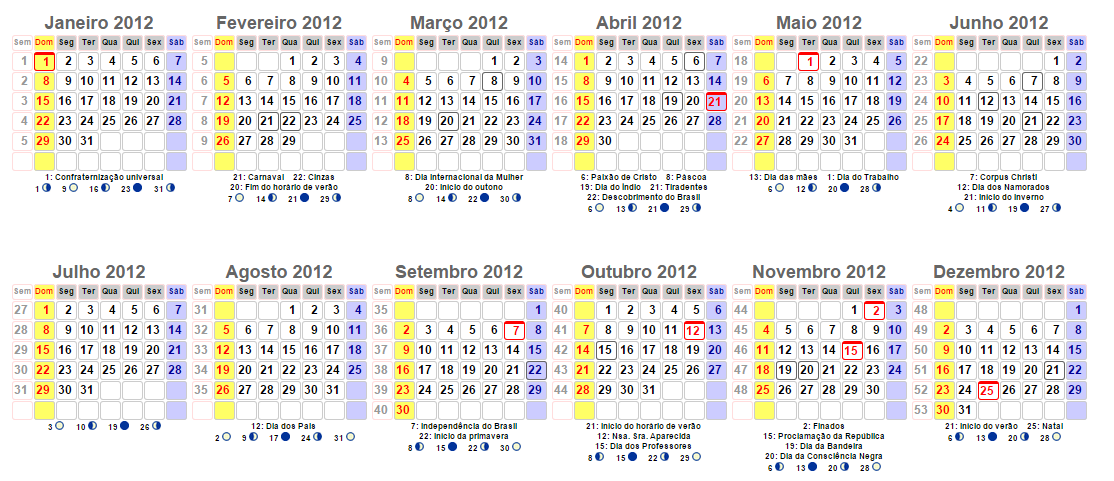 Janeiro 2012
Sem Dom Seg Ter Qua Qui Sex Sáb
1 1 2 3 4 5 6 7
2 8 9 10 11 12 13 14
3 15 16 17 18 19 20 21
4 22 23 24 25 26 27 28
5 29 30 31
1: Confraternização universal
1 9 16 23 31
Fevereiro 2012
Sem Dom Seg Ter Qua Qui Sex Sáb
5 1 2 3 4
6 5 6 7 8 9 10 11
7 12 13 14 15 16 17 18
8 19 20 21 22 23 24 25
9 26 27 28 29
21: Carnaval 22: Cinzas
20: Fim do horário de verão
7 14 21 29
Março 2012
Sem Dom Seg Ter Qua Qui Sex Sáb
9 1 2 3
10 4 5 6 7 8 9 10
11 11 12 13 14 15 16 17
12 18 19 20 21 22 23 24
13 25 26 27 28 29 30 31
8: Dia Internacional da Mulher
20: Início do outono
8 14 22 30
Abril 2012
Sem Dom Seg Ter Qua Qui Sex Sáb
14 1 2 3 4 5 6 7
15 8 9 10 11 12 13 14
16 15 16 17 18 19 20 21
17 22 23 24 25 26 27 28
18 29 30
6: Paixão de Cristo 8: Páscoa
19: Dia do Índio 21: Tiradentes
22: Descobrimento do Brasil
6 13 21 29
Maio 2012
Sem Dom Seg Ter Qua Qui Sex Sáb
18 1 2 3 4 5
19 6 7 8 9 10 11 12
20 13 14 15 16 17 18 19
21 20 21 22 23 24 25 26
22 27 28 29 30 31
13: Dia das mães 1: Dia do Trabalho
6 12 20 28
Junho 2012
Sem Dom Seg Ter Qua Qui Sex Sáb
22 1 2
23 3 4 5 6 7 8 9
24 10 11 12 13 14 15 16
25 17 18 19 20 21 22 23
26 24 25 26 27 28 29 30
7: Corpus Christi
12: Dia dos Namorados
21: Início do inverno
4 11 19 27
Julho 2012
Sem Dom Seg Ter Qua Qui Sex Sáb
27 1 2 3 4 5 6 7
28 8 9 10 11 12 13 14
29 15 16 17 18 19 20 21
30 22 23 24 25 26 27 28
31 29 30 31
3 10 19 26
Agosto 2012
Sem Dom Seg Ter Qua Qui Sex Sáb
31 1 2 3 4
32 5 6 7 8 9 10 11
33 12 13 14 15 16 17 18
34 19 20 21 22 23 24 25
35 26 27 28 29 30 31
12: Dia dos Pais
2 9 17 24 31
Setembro 2012
Sem Dom Seg Ter Qua Qui Sex Sáb
35 1
36 2 3 4 5 6 7 8
37 9 10 11 12 13 14 15
38 16 17 18 19 20 21 22
39 23 24 25 26 27 28 29
40 30
7: Independência do Brasil
22: Início da primavera
8 15 22 29
Outubro 2012
Sem Dom Seg Ter Qua Qui Sex Sáb
40 1 2 3 4 5 6
41 7 8 9 10 11 12 13
42 14 15 16 17 18 19 20
43 21 22 23 24 25 26 27
44 28 29 30 31
21: Início do horário de verão
12: Nsa. Sra. Aparecida
15: Dia dos Professores
8 15 22 29
Novembro 2012
Sem Dom Seg Ter Qua Qui Sex Sáb
44 1 2 3
45 4 5 6 7 8 9 10
46 11 12 13 14 15 16 17
47 18 19 20 21 22 23 24
48 25 26 27 28 29 30
2: Finados
15: Proclamação da República
19: Dia da Bandeira
20: Dia da Consciência Negra
6 13 20 28
Dezembro 2012
Sem Dom Seg Ter Qua Qui Sex Sáb
48 1
49 2 3 4 5 6 7 8
50 9 10 11 12 13 14 15
51 16 17 18 19 20 21 22
52 23 24 25 26 27 28 29
53 30 31
21: Início do verão 25: Natal
6 13 20 28